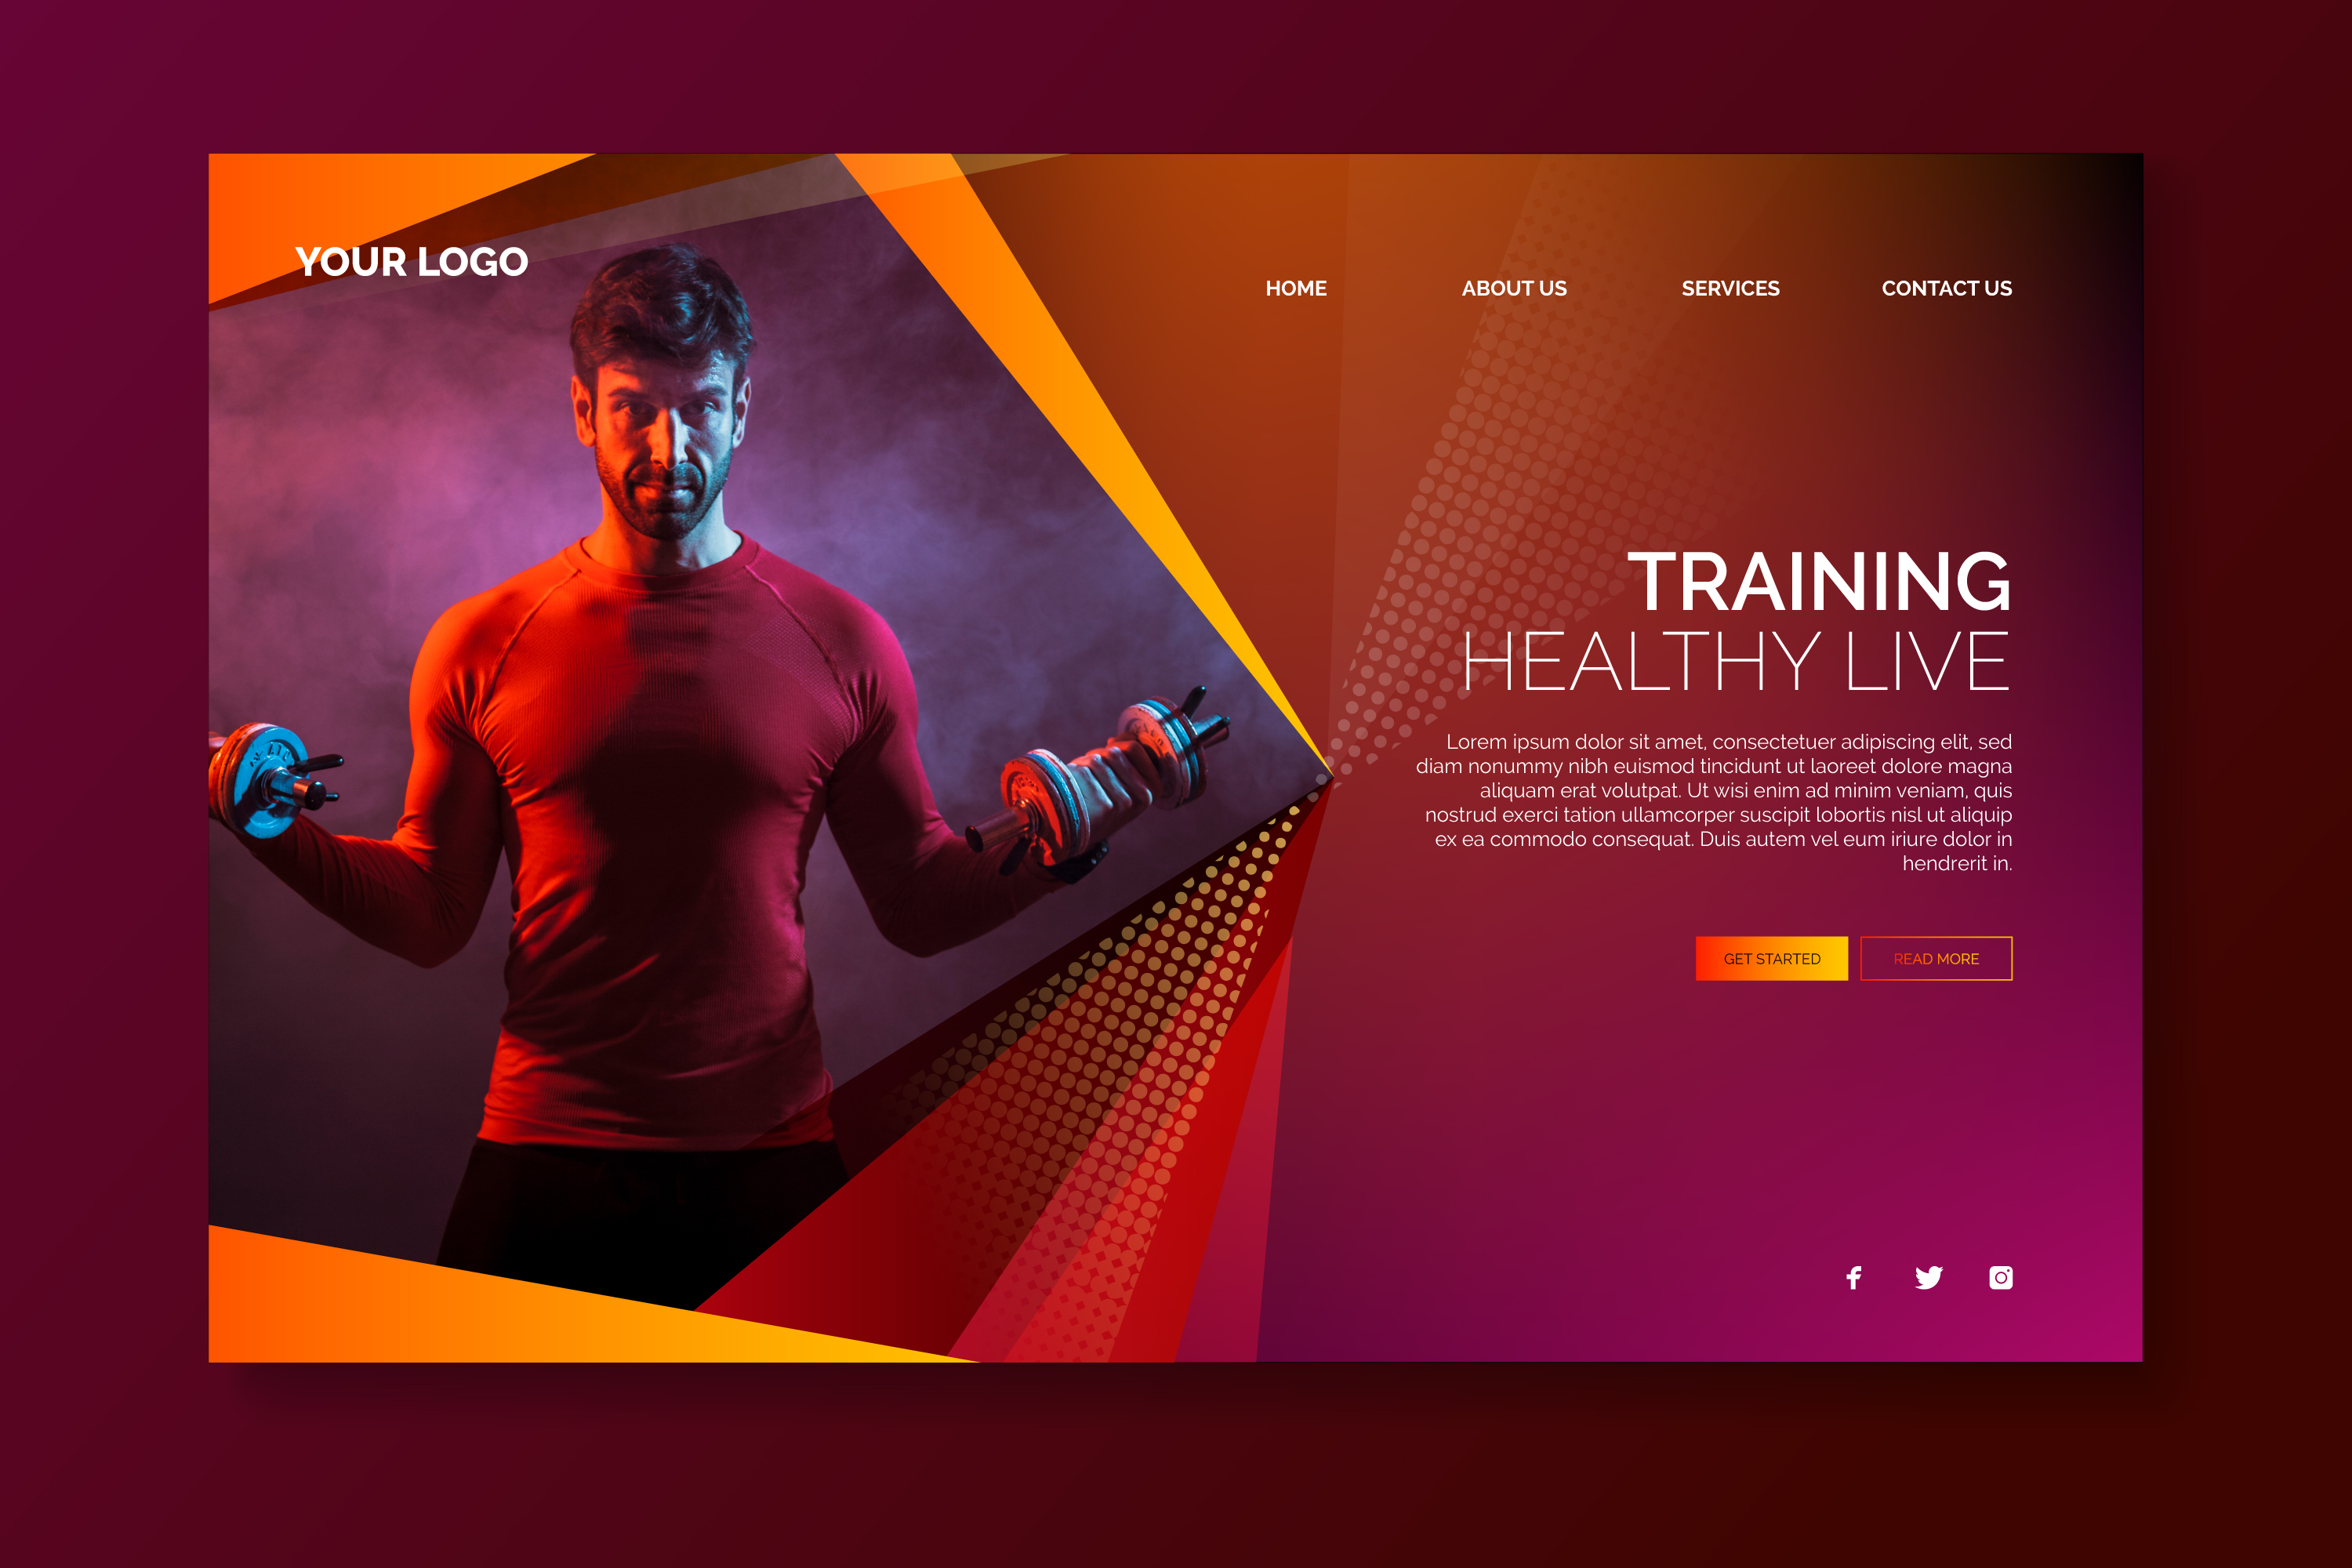 YOUR LOGO
HOME ABOUT US SERVICES CONTACT US
TRAINING
HEALTHY LIVE
Lorem ipsum dolor sit amet, consectetuer adipiscing elit, sed
diam nonummy nibh euismod tincidunt ut laoreet dolore magna
aliquam erat volutpat. Ut wisi enim ad minim veniam, quis
nostrud exerci tation ullamcorper suscipit lobortis nisl ut aliquip
ex ea commodo consequat. Duis autem vel eum iriure dolor in
hendrerit in.
GET STARTED READ MORE